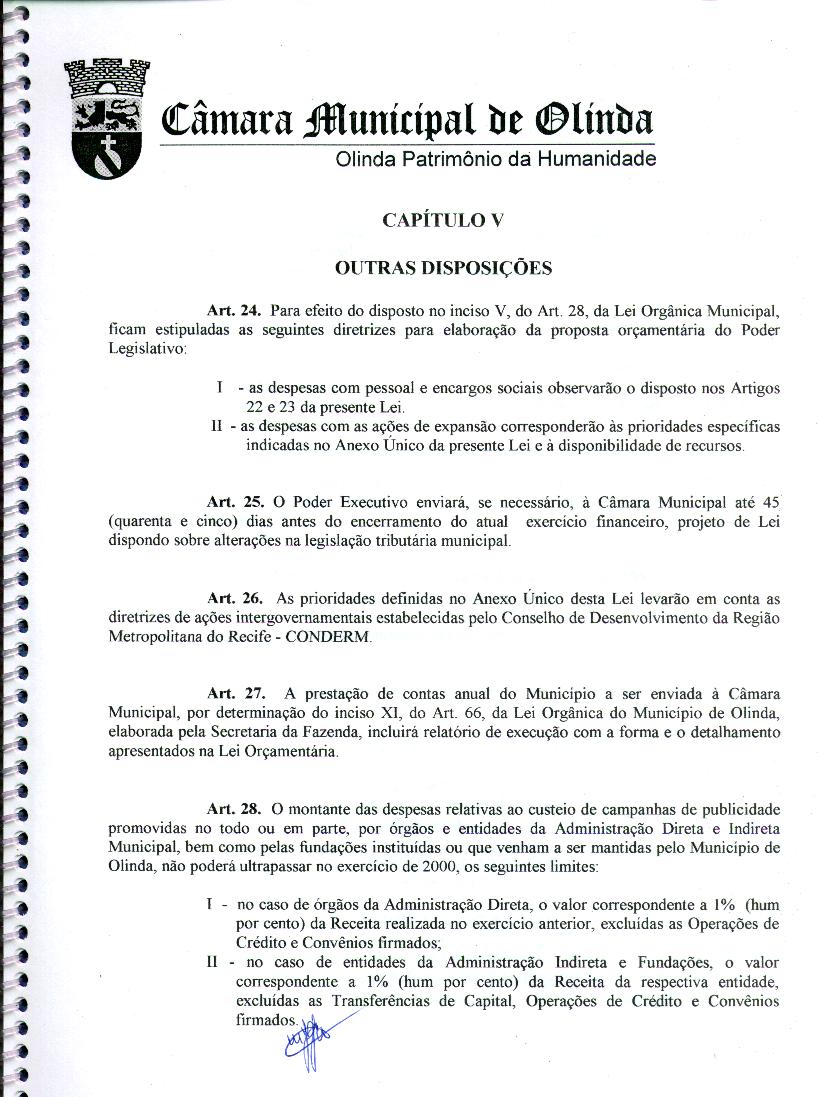 Câmara Municipal de Olinda
Olinda Patrimônio da Humanidade
CAPÍTULO V
OUTRAS DISPOSIÇÕES
Art. 24. Para efeito do disposto no inciso V, do Art. 28, da Lei Orgânica Municipal,
ficam estipuladas as seguintes diretrizes para elaboração da proposta orçamentária do Poder
Legislativo:
I - as despesas com pessoal e encargos sociais observarão o disposto nos Artigos
22 e 23 da presente Lei.
II - as despesas com as ações de expansão corresponderão às prioridades específicas
indicadas no Anexo Único da presente Lei e à disponibilidade de recursos.
Art. 25. O Poder Executivo enviará, se necessário, à Câmara Municipal até 45
(quarenta e cinco) dias antes do encerramento do atual exercício financeiro, projeto de Lei
dispondo sobre alterações na legislação tributária municipal.
Art. 26. As prioridades definidas no Anexo Único desta Lei levarão em conta as
diretrizes de ações intergovernamentais estabelecidas pelo Conselho de Desenvolvimento da Região
Metropolitana do Recife - CONDERM.
Art. 27. A prestação de contas anual do Município a ser enviada à Câmara
Municipal, por determinação do inciso XI, do Art. 66, da Lei Orgânica do Município de Olinda,
elaborada pela Secretaria da Fazenda, incluirá relatório de execução com a forma e o detalhamento
apresentados na Lei Orçamentária.
Art. 28. O montante das despesas relativas ao custeio de campanhas de publicidade
promovidas no todo ou em parte, por órgãos e entidades da Administração Direta e Indireta
Municipal, bem como pelas fundações instituídas ou que venham a ser mantidas pelo Município de
Olinda, não poderá ultrapassar no exercício de 2000, os seguintes limites:
I - no caso de órgãos da Administração Direta, o valor correspondente a 1% (hum
por cento) da Receita realizada no exercício anterior, excluídas as Operações de
Crédito e Convênios firmados;
II - no caso de entidades da Administração Indireta e Fundações, o valor
correspondente a 1% (hum por cento) da Receita da respectiva entidade,
excluídas as Transferências de Capital, Operações de Crédito e Convênios
firmados.